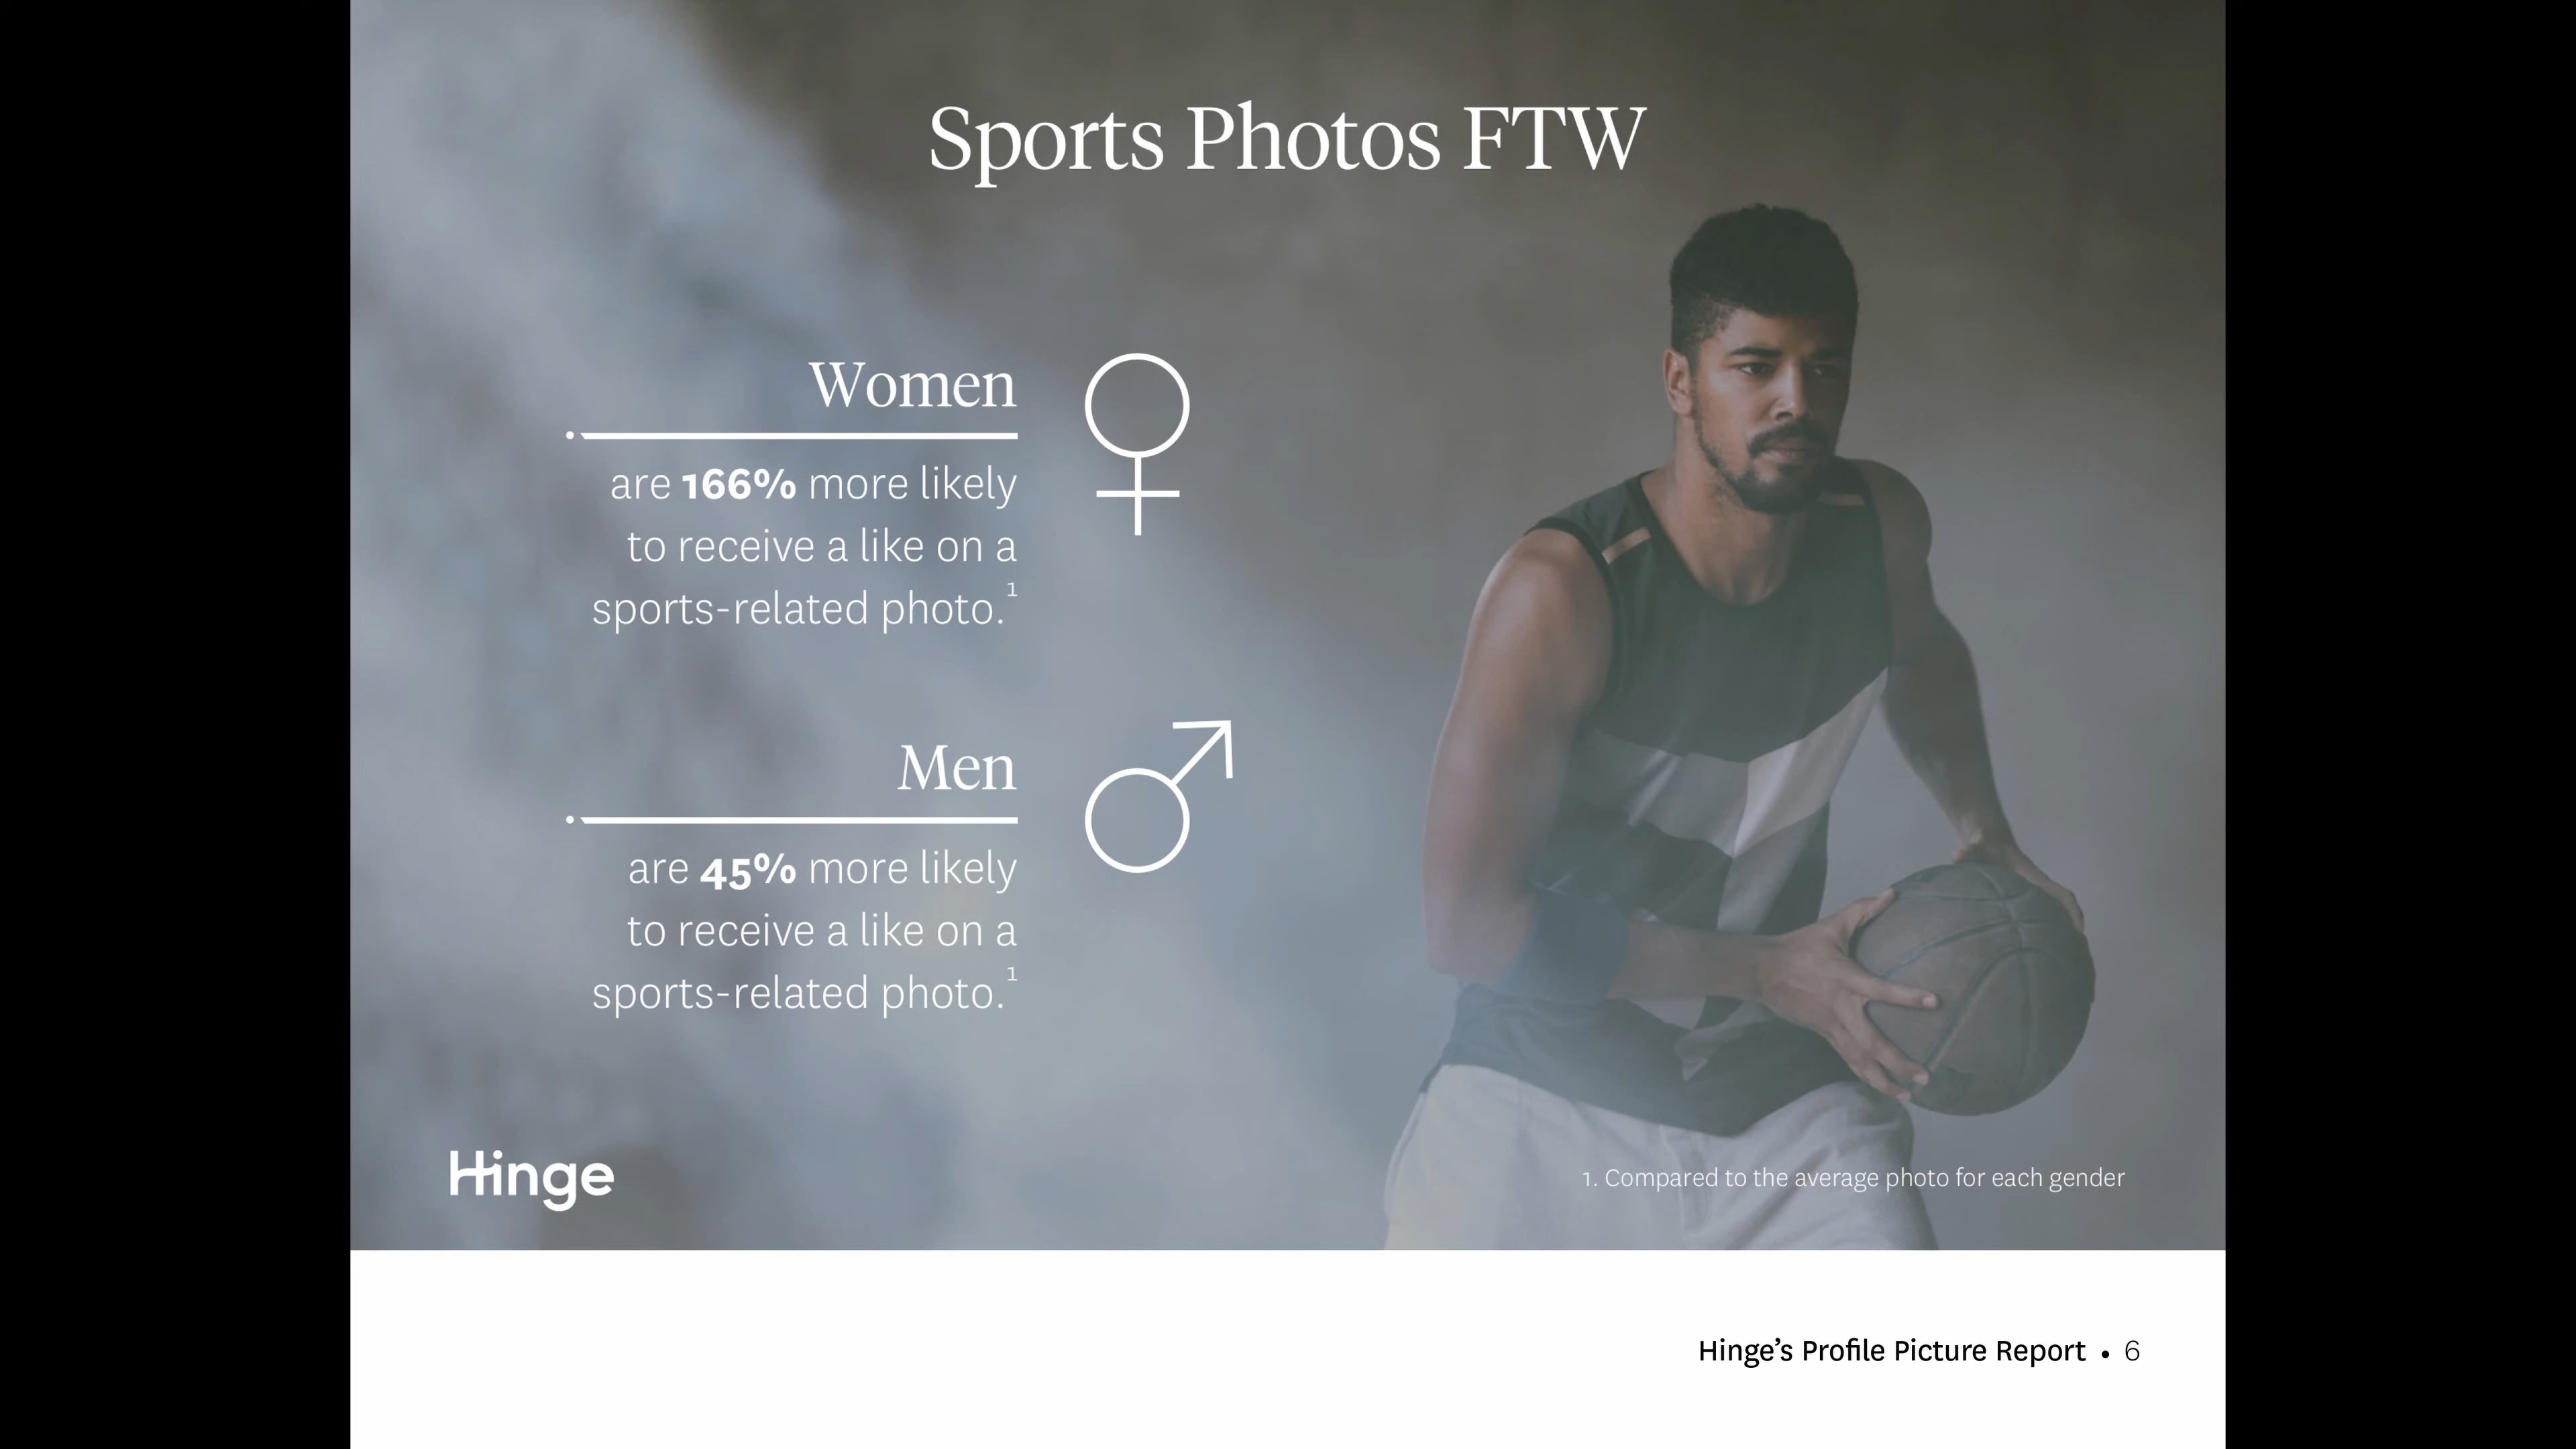 Sports Photos FTW
Women
are 166% more likely
to receive a like on a
sports-related photo.¹
Men
are 45% more likely
to receive a like on a
sports-related photo.¹
Hinge
1. Compared to the average photo for each gender
Hinge’s Profile Picture Report • 6